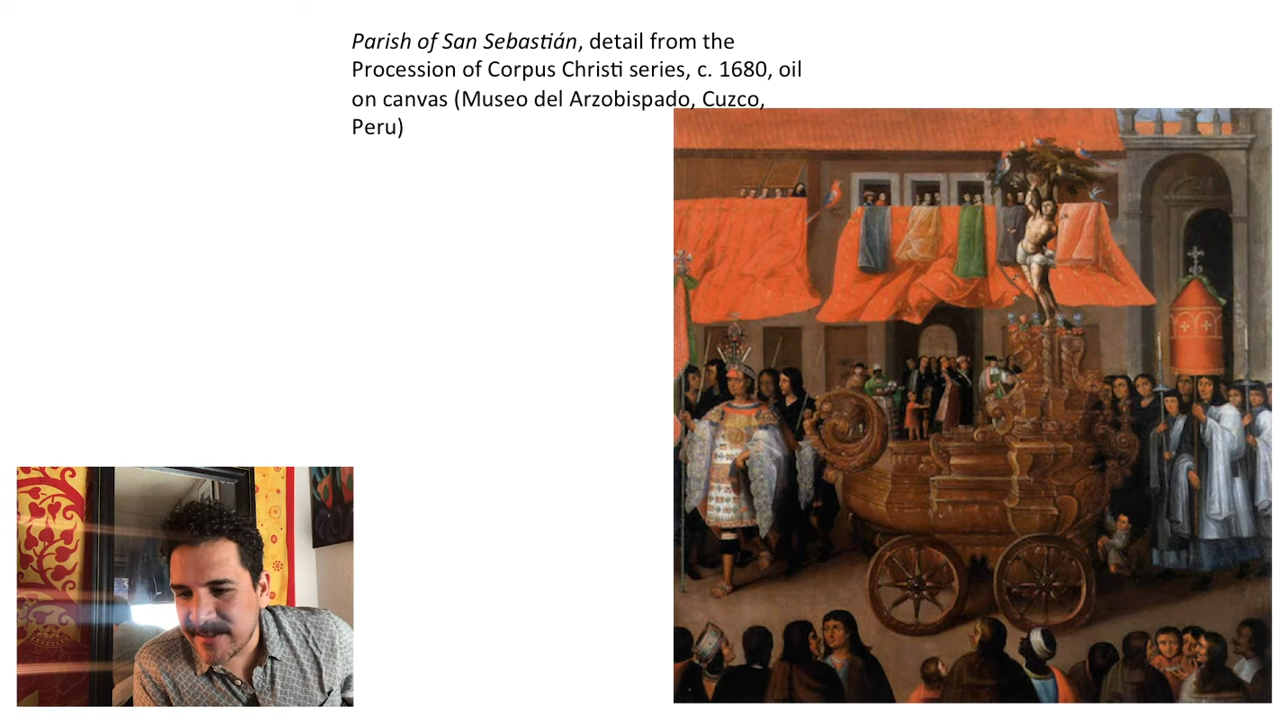 Parish of San Sebastián, detail from the
Procession of Corpus Christi series, c. 1680, oil
on canvas (Museo del Arzobispado, Cuzco,
Peru)